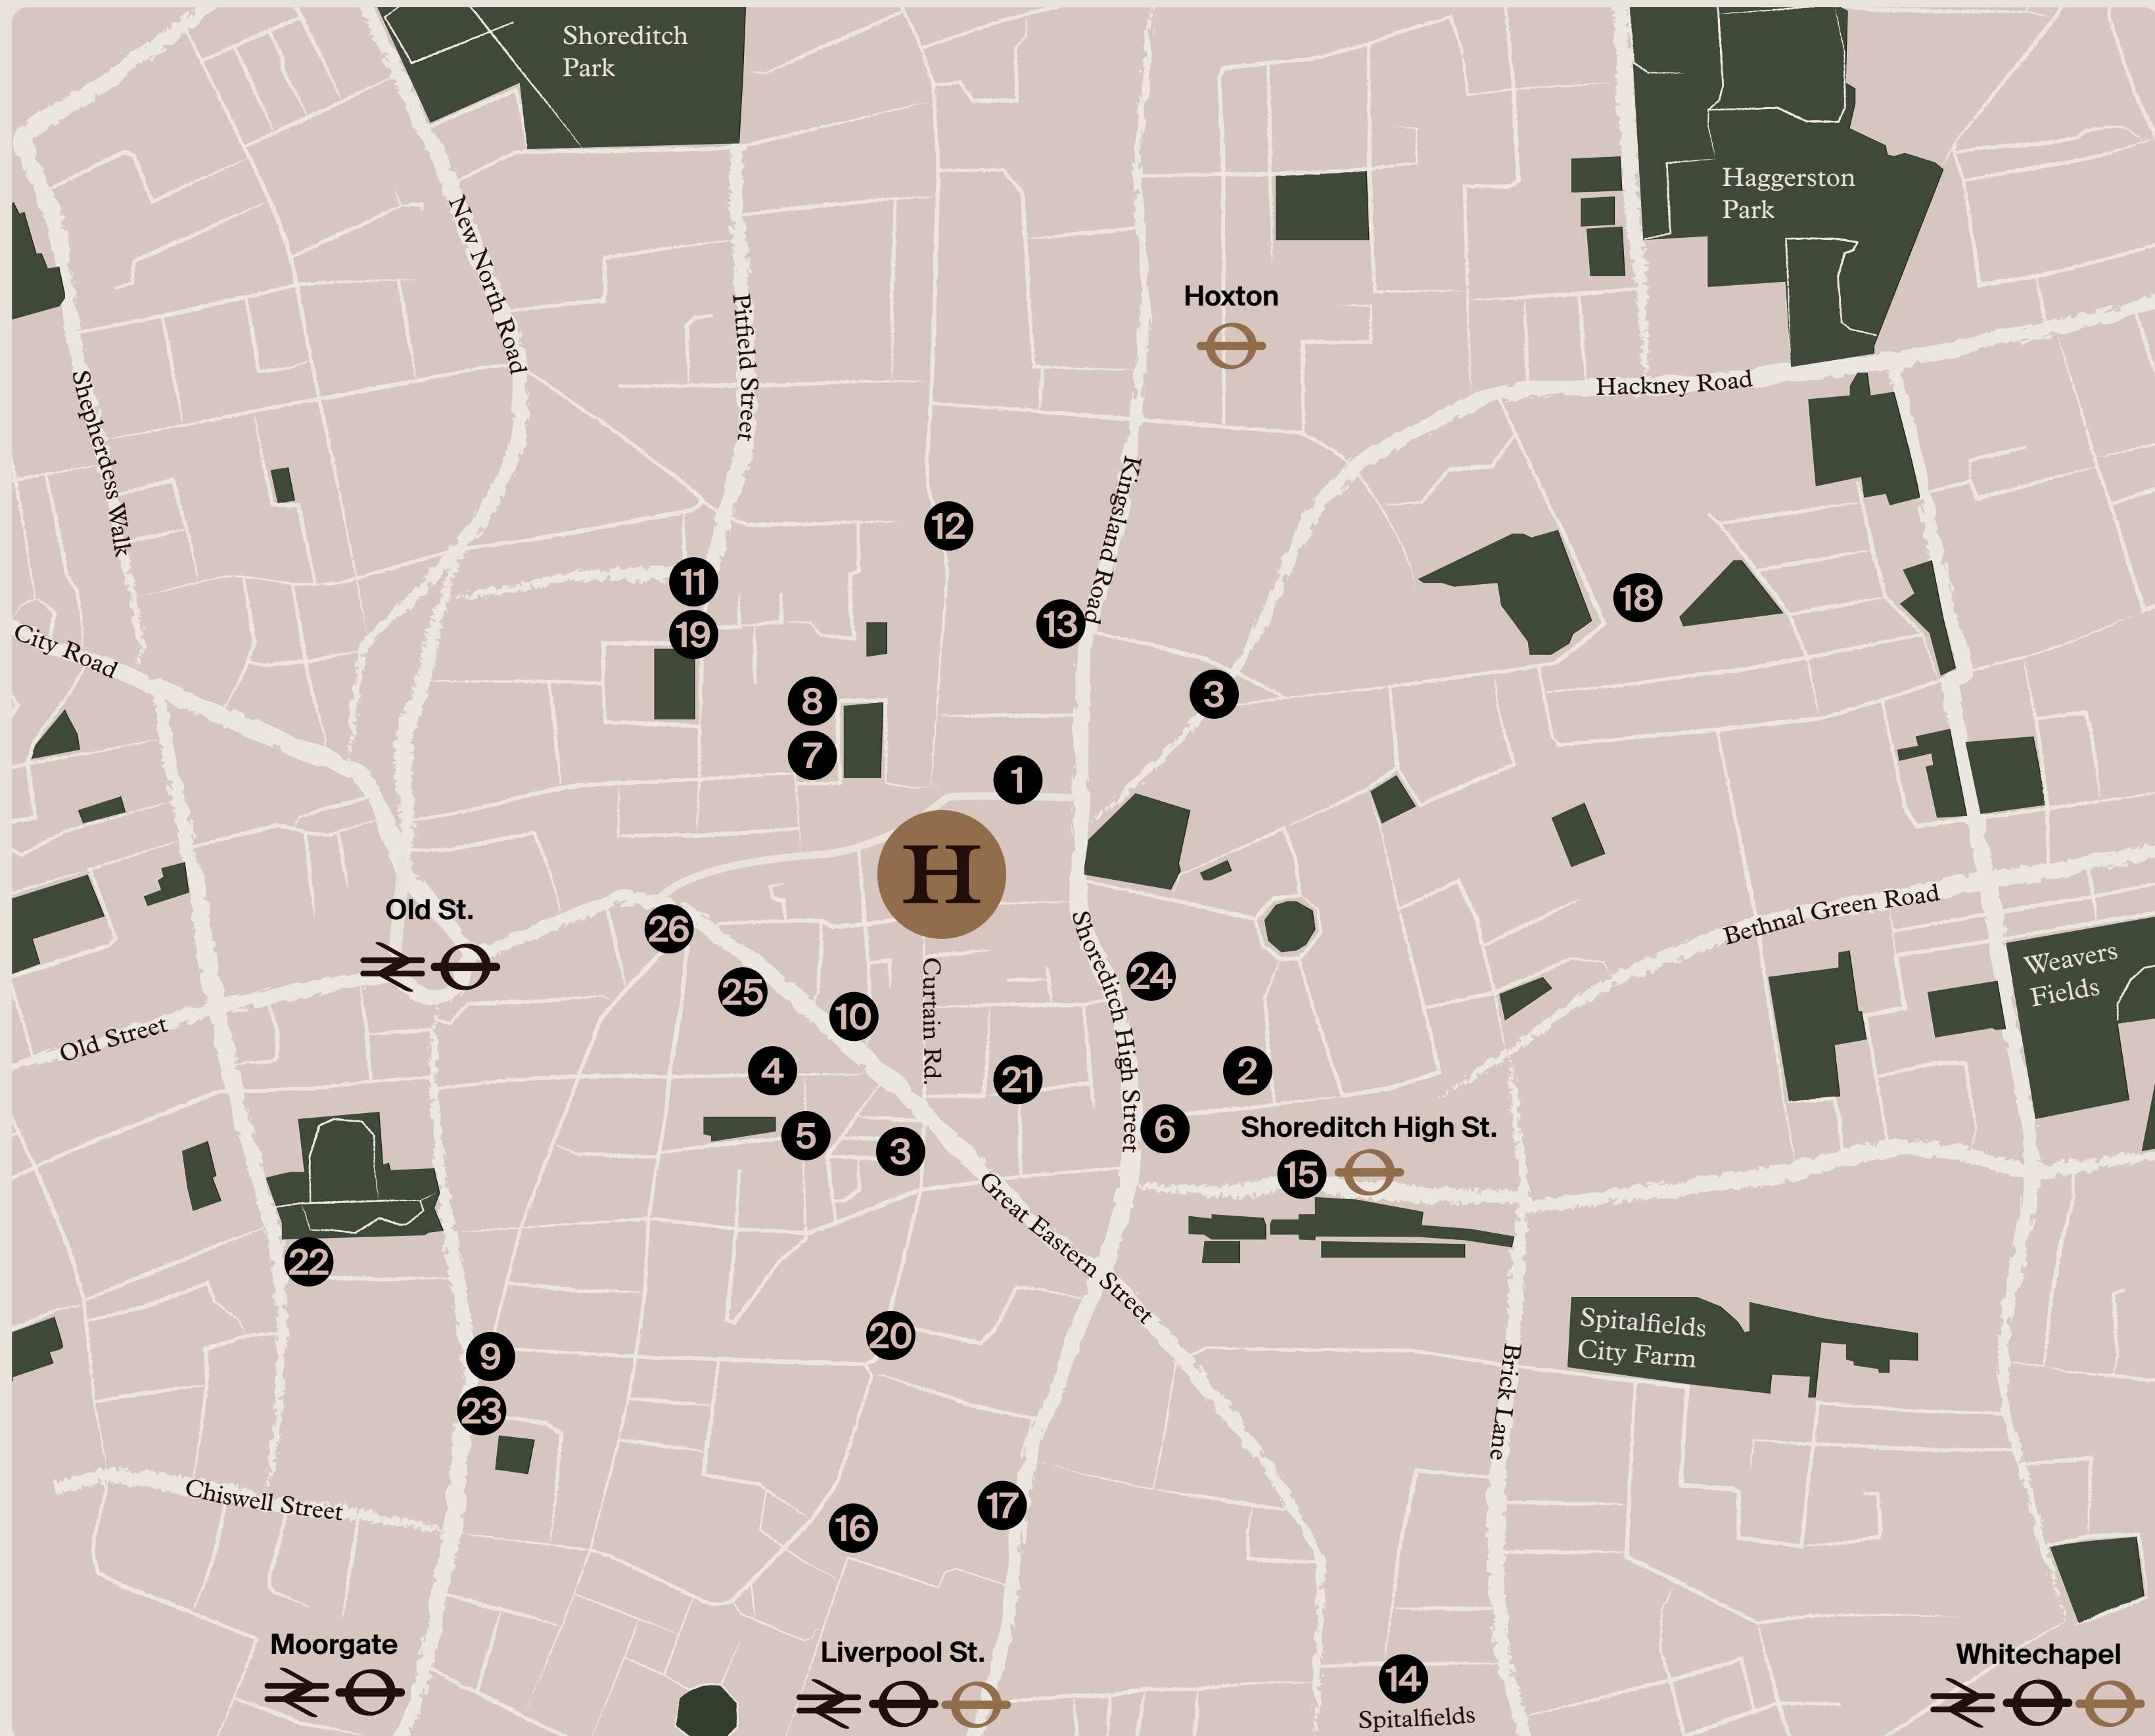 Shoreditch
Park
Haggerston
Park
New North Road
Pitfield Street
Hoxton
Shepherdess Walk
Hackney Road
Kingsland Road
12
11
18
13
19
City Road
3
8
7
1
H
Old St.
26
Bethnal Green Road
Weavers
Fields
Shoreditch High Street
24
25
Curtain Rd.
10
Old Street
4
21
2
6
Shoreditch High St.
5
3
15
Great Eastern Street
22
20
Spitalfields
City Farm
9
Brick Lane
23
Chiswell Street
17
16
Moorgate
Liverpool St.
Whitechapel
14
Spitalfields